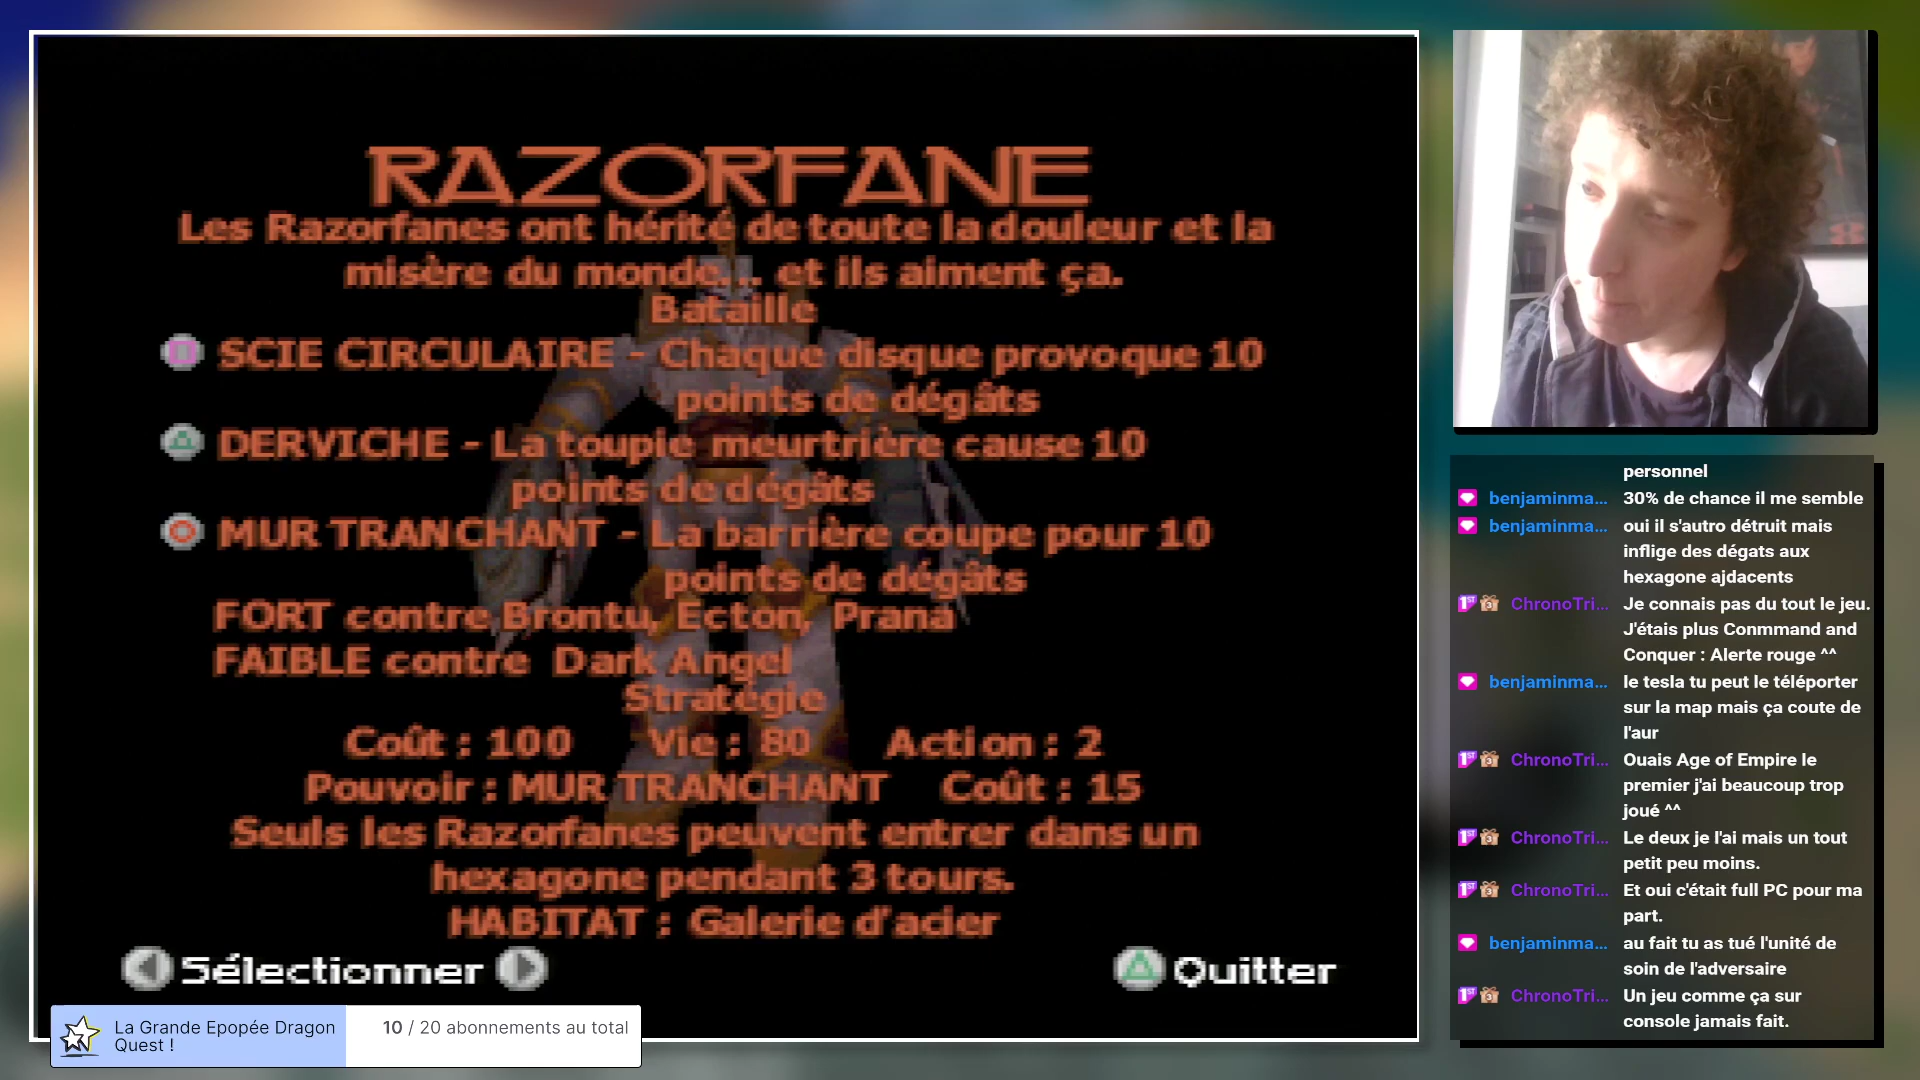 RAZORFANE
Les Razorfanes ont hérité de toute la douleur et la
misère du monde... et ils aiment ça.
Bataille
SCIE CIRCULAIRE - Chaque disque provoque 10
points de dégâts
DERVICHE - La toupie meurtrière cause 10
points de dégâts
MUR TRANCHANT - La barrière coupe pour 10
points de dégâts
FORT contre Brontu, Ecton, Prana
FAIBLE contre Dark Angel
Stratégie
Coût : 100 Vie : 80 Action : 2
Pouvoir : MUR TRANCHANT Coût : 15
Seuls les Razorfanes peuvent entrer dans un
hexagone pendant 3 tours.
HABITAT : Galerie d'acier
Sélectionner
Quitter
La Grande Epopée Dragon
Quest !
10 / 20 abonnements au total
personnel
benjaminma... 30% de chance il me semble
benjaminma... oui il s'autro détruit mais
inflige des dégats aux
hexagone ajdacents
ChronoTri... Je connais pas du tout le jeu.
J'étais plus Conmmand and
Conquer : Alerte rouge ^^
benjaminma... le tesla tu peut le téléporter
sur la map mais ça coute de
l'aur
ChronoTri... Ouais Age of Empire le
premier j'ai beaucoup trop
joué ^^
ChronoTri... Le deux je l'ai mais un tout
petit peu moins.
ChronoTri... Et oui c'était full PC pour ma
part.
benjaminma... au fait tu as tué l'unité de
soin de l'adversaire
ChronoTri... Un jeu comme ça sur
console jamais fait.